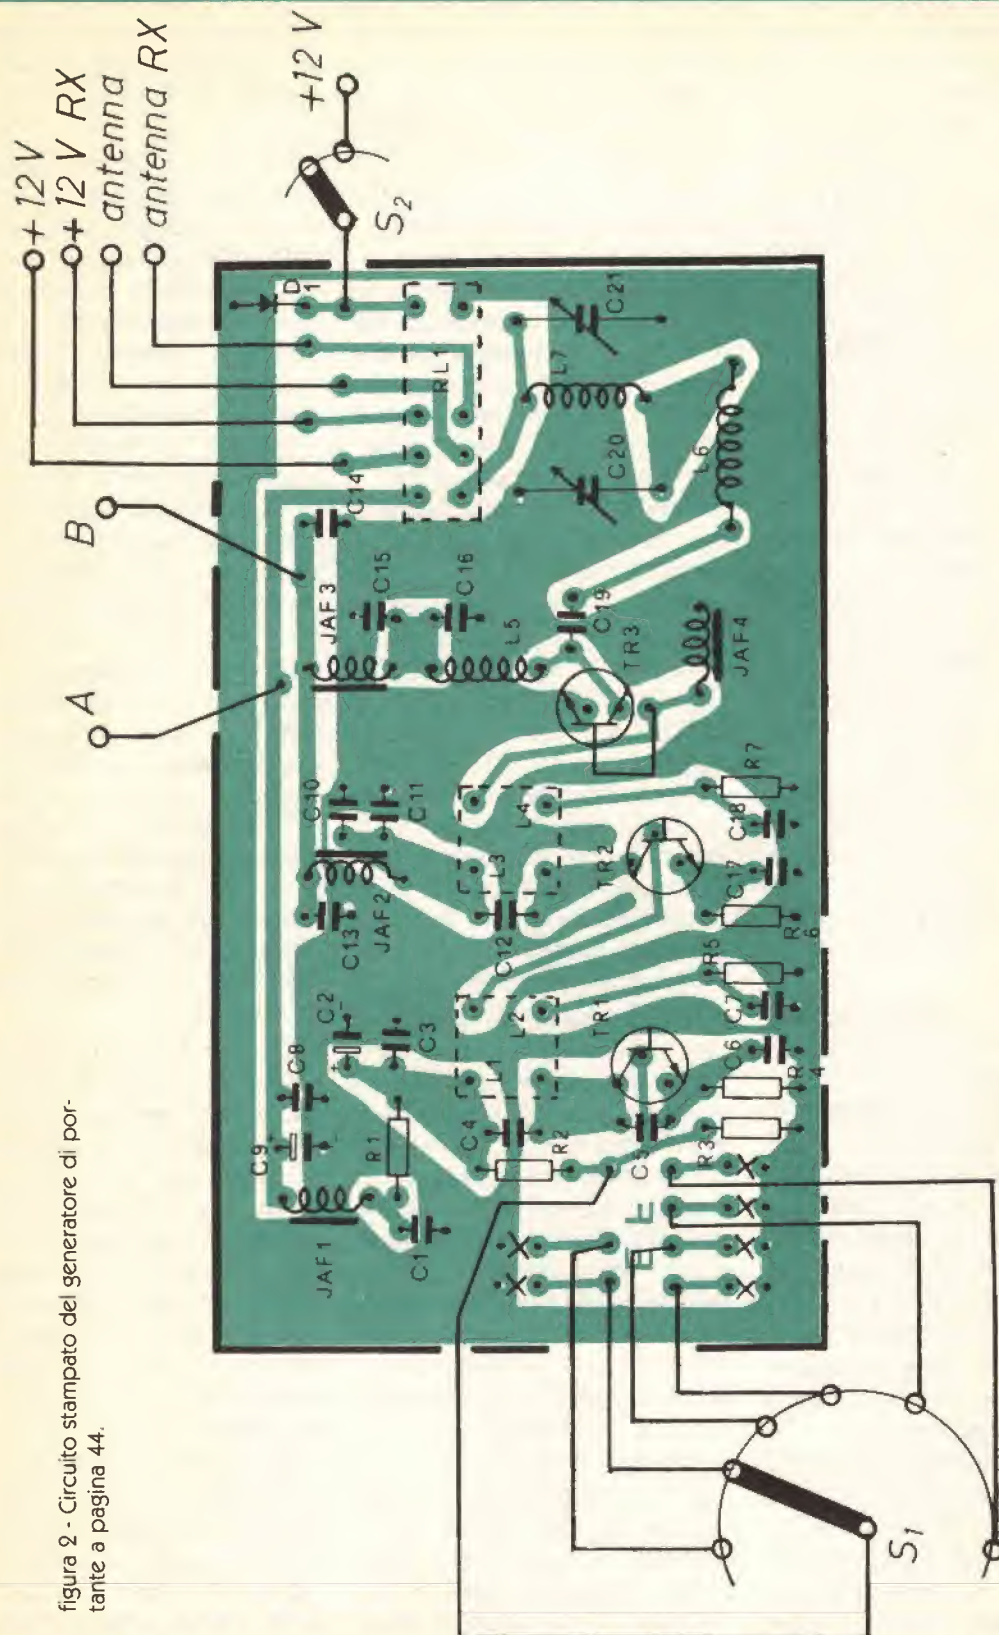 figura 2 - Circuito stampato del generatore di por-
tante a pagina 44.
+12 V
+12 V RX
antenna
antenna RX
+12 V
S2
B
A
D1
RL1
C14
C21
L7
C20
L6
JAF3
C15
C16
L5
C19
TR3
JAF4
C10
C11
C13
JAF2
L3
L4
C12
TR2
R7
C18
C17
R6
R5
C9
C8
C2
+
-
C3
R1
JAF1
C1
L1
L2
C4
R2
TR1
C5
C6
C7
R4
R3
S1